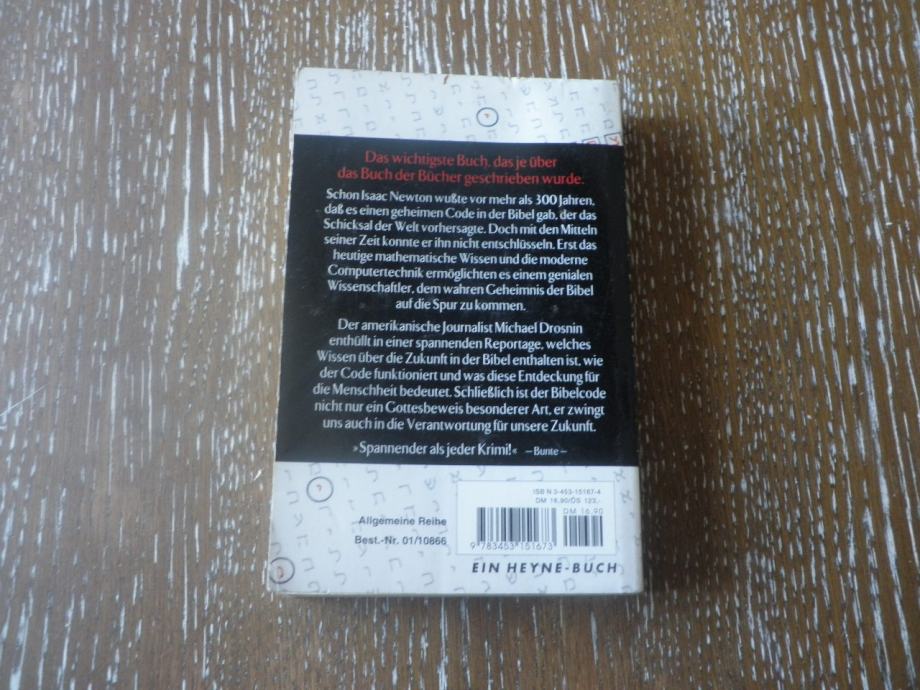 Das wichtigste Buch, das je über
das Buch der Bücher geschrieben wurde.
Schon Isaac Newton wußte vor mehr als 300 Jahren,
daß es einen geheimen Code in der Bibel gab, der das
Schicksal der Welt vorhersagte. Doch mit den Mitteln
seiner Zeit konnte er ihn nicht entschlüsseln. Erst das
heutige mathematische Wissen und die moderne
Computertechnik ermöglichten es einem genialen
Wissenschaftler, dem wahren Geheimnis der Bibel
auf die Spur zu kommen.
Der amerikanische Journalist Michael Drosnin
enthüllt in einer spannenden Reportage, welches
Wissen über die Zukunft in der Bibel enthalten ist, wie
der Code funktioniert und was diese Entdeckung für
die Menschheit bedeutet. Schließlich ist der Bibelcode
nicht nur ein Gottesbeweis besonderer Art, er zwingt
uns auch in die Verantwortung für unsere Zukunft.
»Spannender als jeder Krimi!« – Bunte –
ISBN 3-453-15167-4
DM 16,90/ÖS 123,-
DM 16,90
Allgemeine Reihe
Best.-Nr. 01/10866
9 783453 151673
EIN HEYNE-BUCH